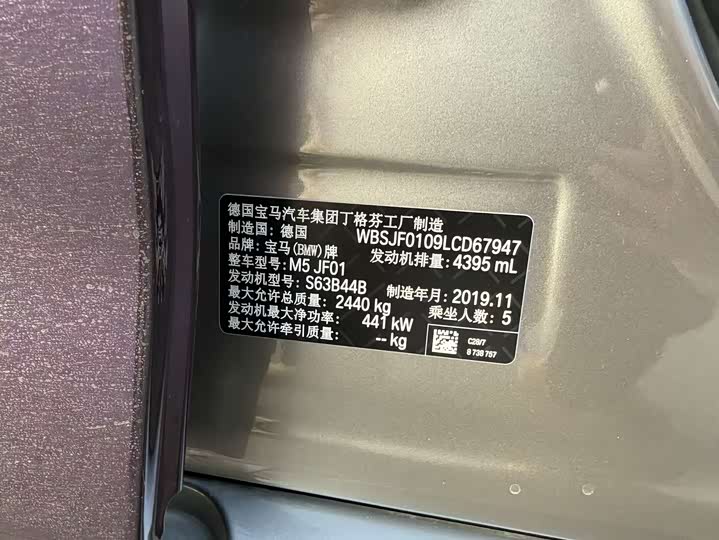 德国宝马汽车集团丁格芬工厂制造
制造国: 德国 WBSJF0109LCD67947
品牌: 宝马(BMW)牌 发动机排量: 4395 mL
整车型号: M5 JF01
发动机型号: S63B44B 制造年月: 2019.11
最大允许总质量: 2440 kg 乘坐人数: 5
发动机最大净功率: 441 kW
最大允许牵引质量: -- kg
C28/7
8 738 757